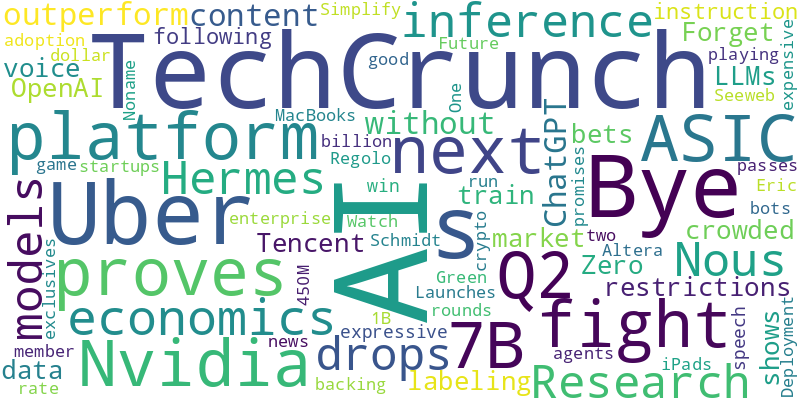 outperform
content
Simplify
inference
instruction
adoption
following
TechCrunch
Future
Forget
dollar
good
playing
expensive
voice
OpenAI
Noname
One
LLMs
Seeweb
platform
MacBooks
without
ChatGPT
bets
ASIC
billion
next
Regolo
game
startups
Hermes
win
run
train
promises
Bye
passes
Eric
models
Uber
AI
s
enterprise
Watch
crypto
bots
Tencent
Schmidt
market
two
crowded
exclusives
proves
450M
Green
Q2
Altera
Zero
Nous
Launches
restrictions
economics
1B
rounds
fight
news
expressive
7B
speech
shows
Deployment
member
data
Nvidia
drops
agents
iPads
rate
backing
labeling
Research